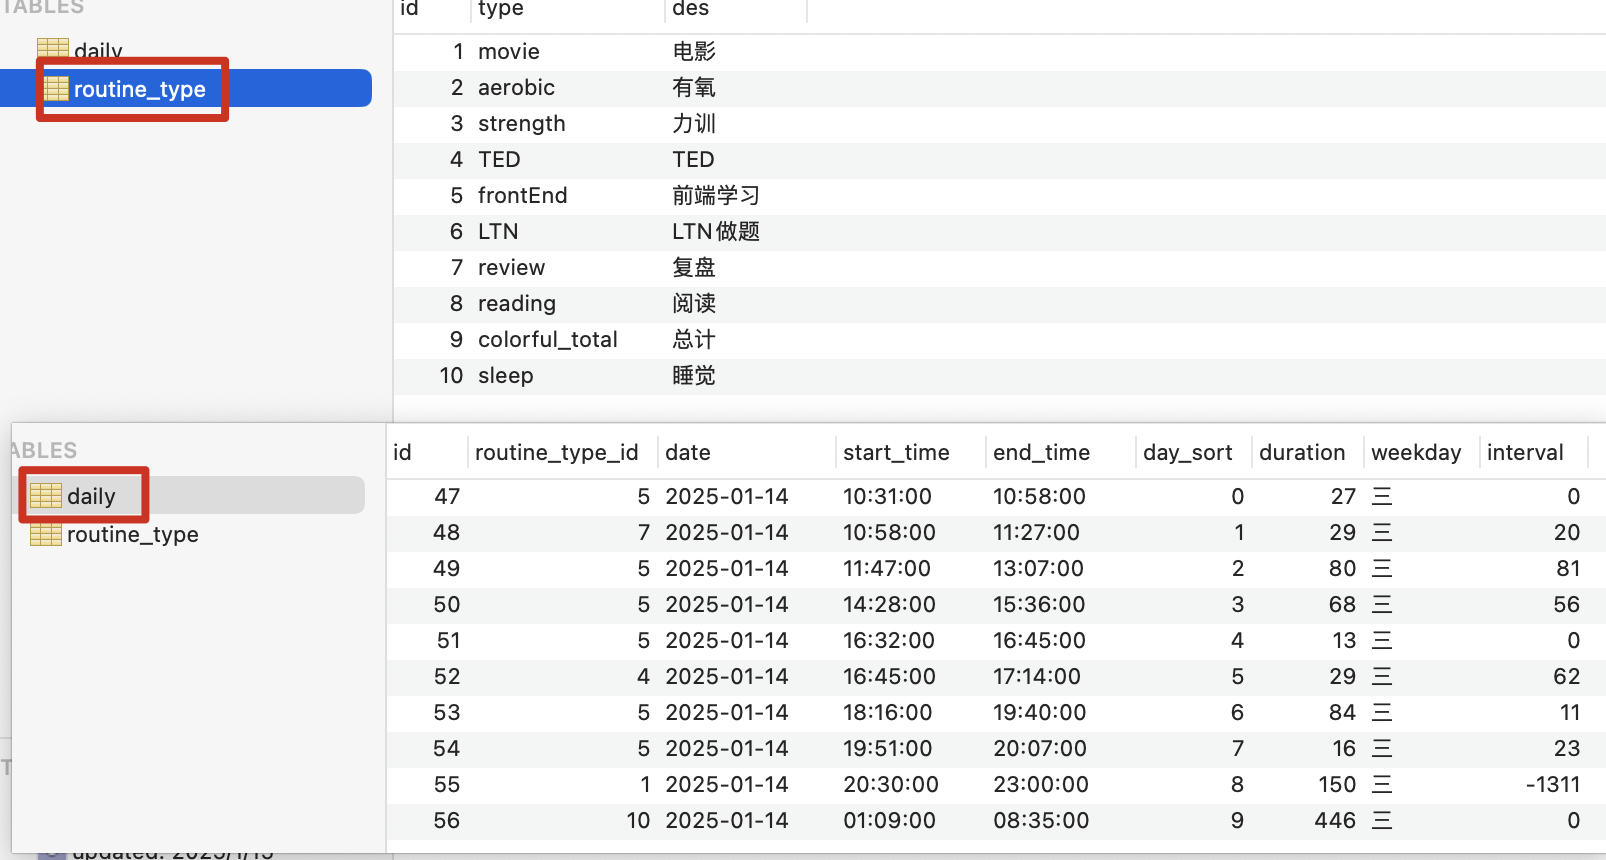 TABLES
daily
routine_type
id type des
1 movie 电影
2 aerobic 有氧
3 strength 力训
4 TED TED
5 frontEnd 前端学习
6 LTN LTN做题
7 review 复盘
8 reading 阅读
9 colorful_total 总计
10 sleep 睡觉
ABLES
daily
routine_type
id routine_type_id date start_time end_time day_sort duration weekday interval
47 5 2025-01-14 10:31:00 10:58:00 0 27 三 0
48 7 2025-01-14 10:58:00 11:27:00 1 29 三 20
49 5 2025-01-14 11:47:00 13:07:00 2 80 三 81
50 5 2025-01-14 14:28:00 15:36:00 3 68 三 56
51 5 2025-01-14 16:32:00 16:45:00 4 13 三 0
52 4 2025-01-14 16:45:00 17:14:00 5 29 三 62
53 5 2025-01-14 18:16:00 19:40:00 6 84 三 11
54 5 2025-01-14 19:51:00 20:07:00 7 16 三 23
55 1 2025-01-14 20:30:00 23:00:00 8 150 三 -1311
56 10 2025-01-14 01:09:00 08:35:00 9 446 三 0
T
updated: